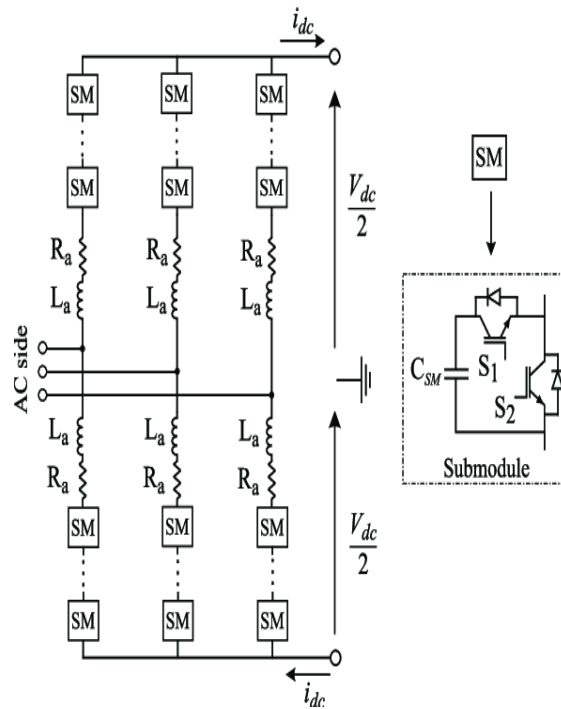 i_dc
SM SM SM
SM SM SM
SM
V_dc/2
R_a R_a R_a
L_a L_a L_a
AC side
C_SM S_1
S_2
Submodule
L_a L_a L_a
R_a R_a R_a
SM SM SM
V_dc/2
SM SM SM
i_dc